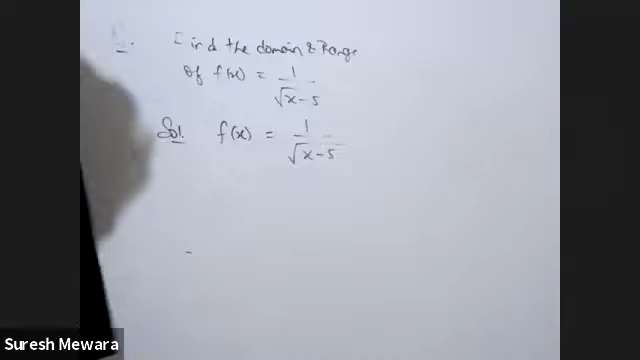 Find the domain & Range
Of f(x) = 1/√x-5
Sol. f(x) = 1/√x-5
Suresh Mewara